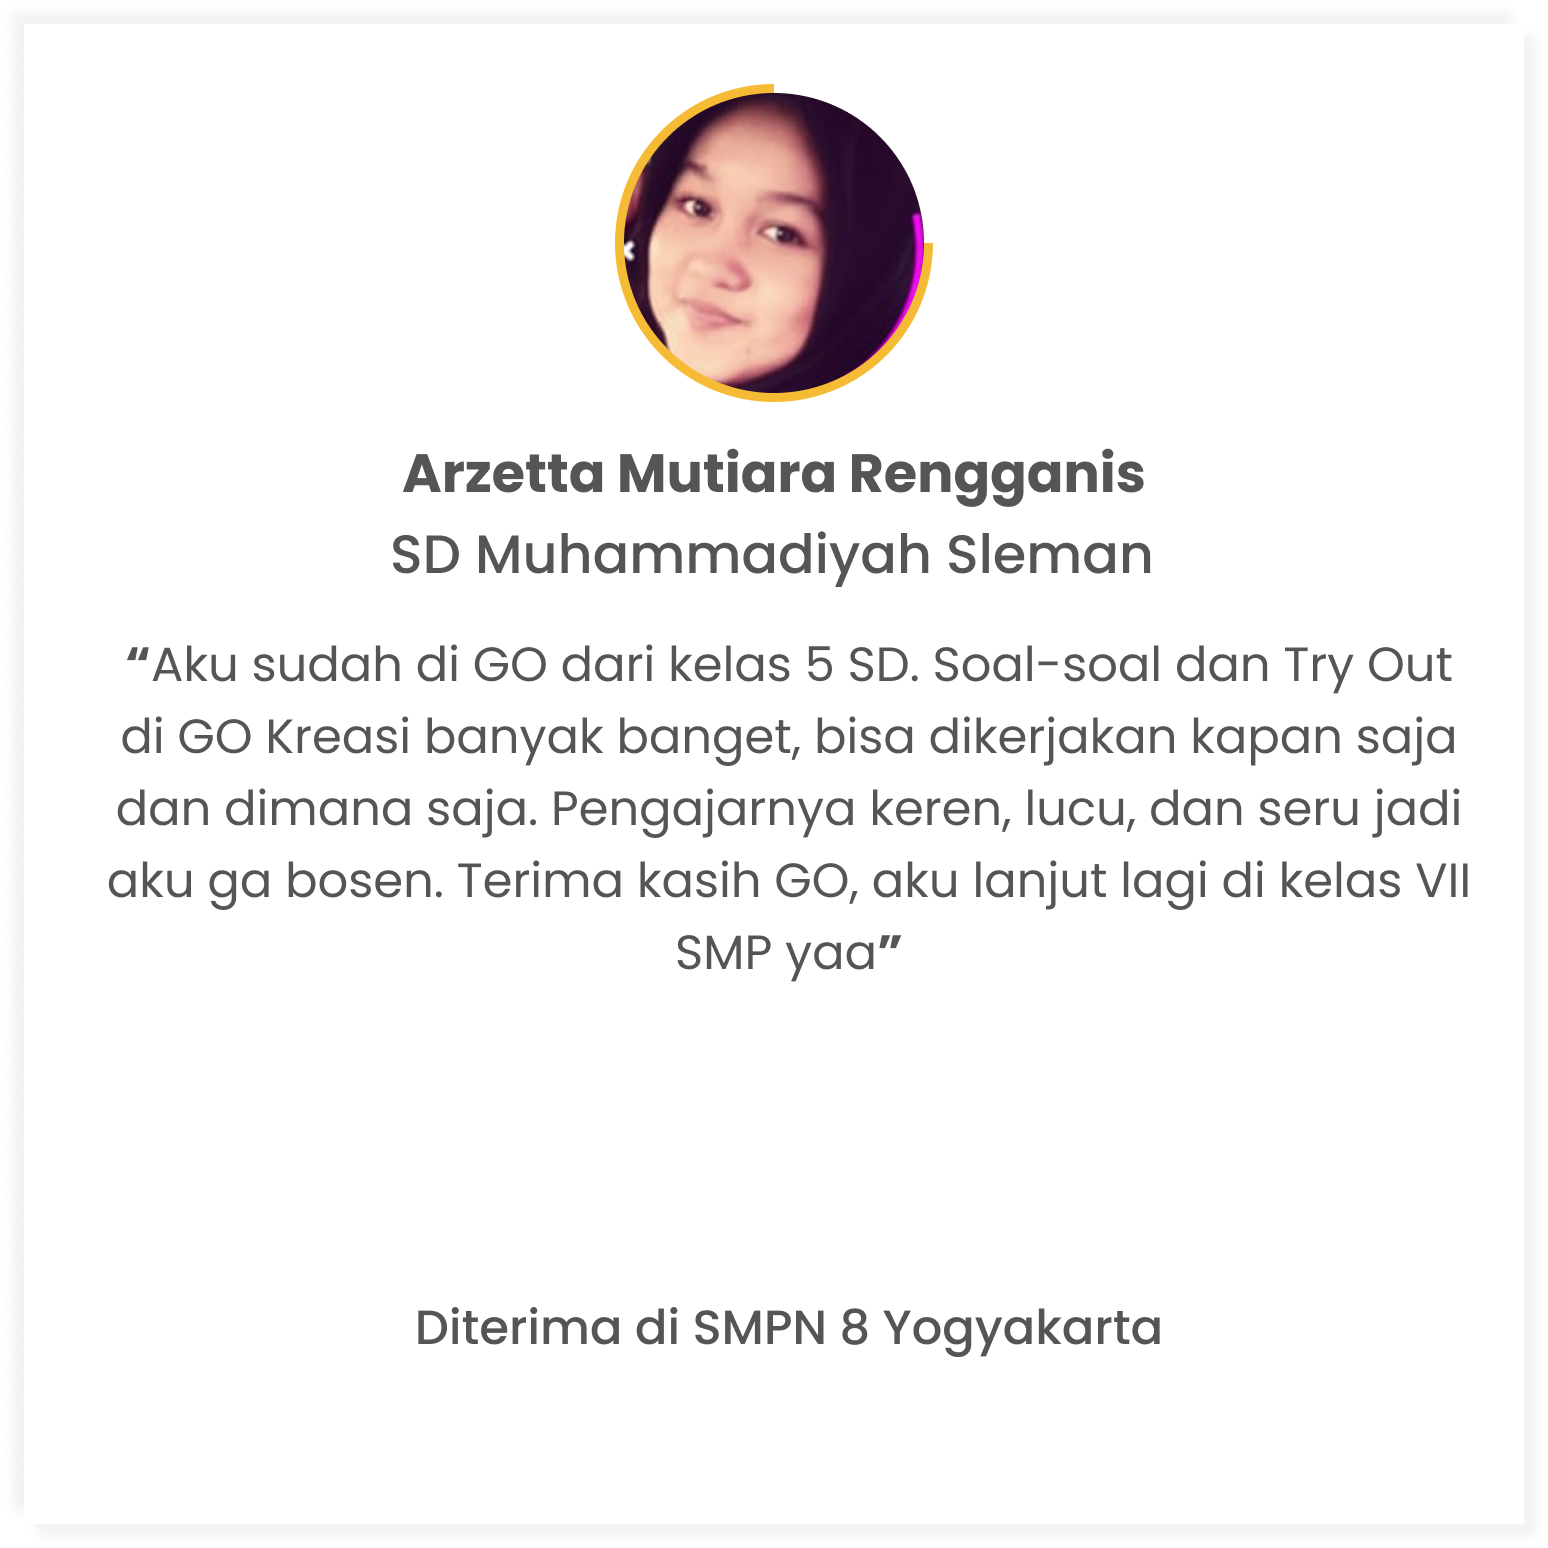 Arzetta Mutiara Rengganis
SD Muhammadiyah Sleman
“Aku sudah di GO dari kelas 5 SD. Soal-soal dan Try Out
di GO Kreasi banyak banget, bisa dikerjakan kapan saja
dan dimana saja. Pengajarnya keren, lucu, dan seru jadi
aku ga bosen. Terima kasih GO, aku lanjut lagi di kelas VII
SMP yaa”
Diterima di SMPN 8 Yogyakarta